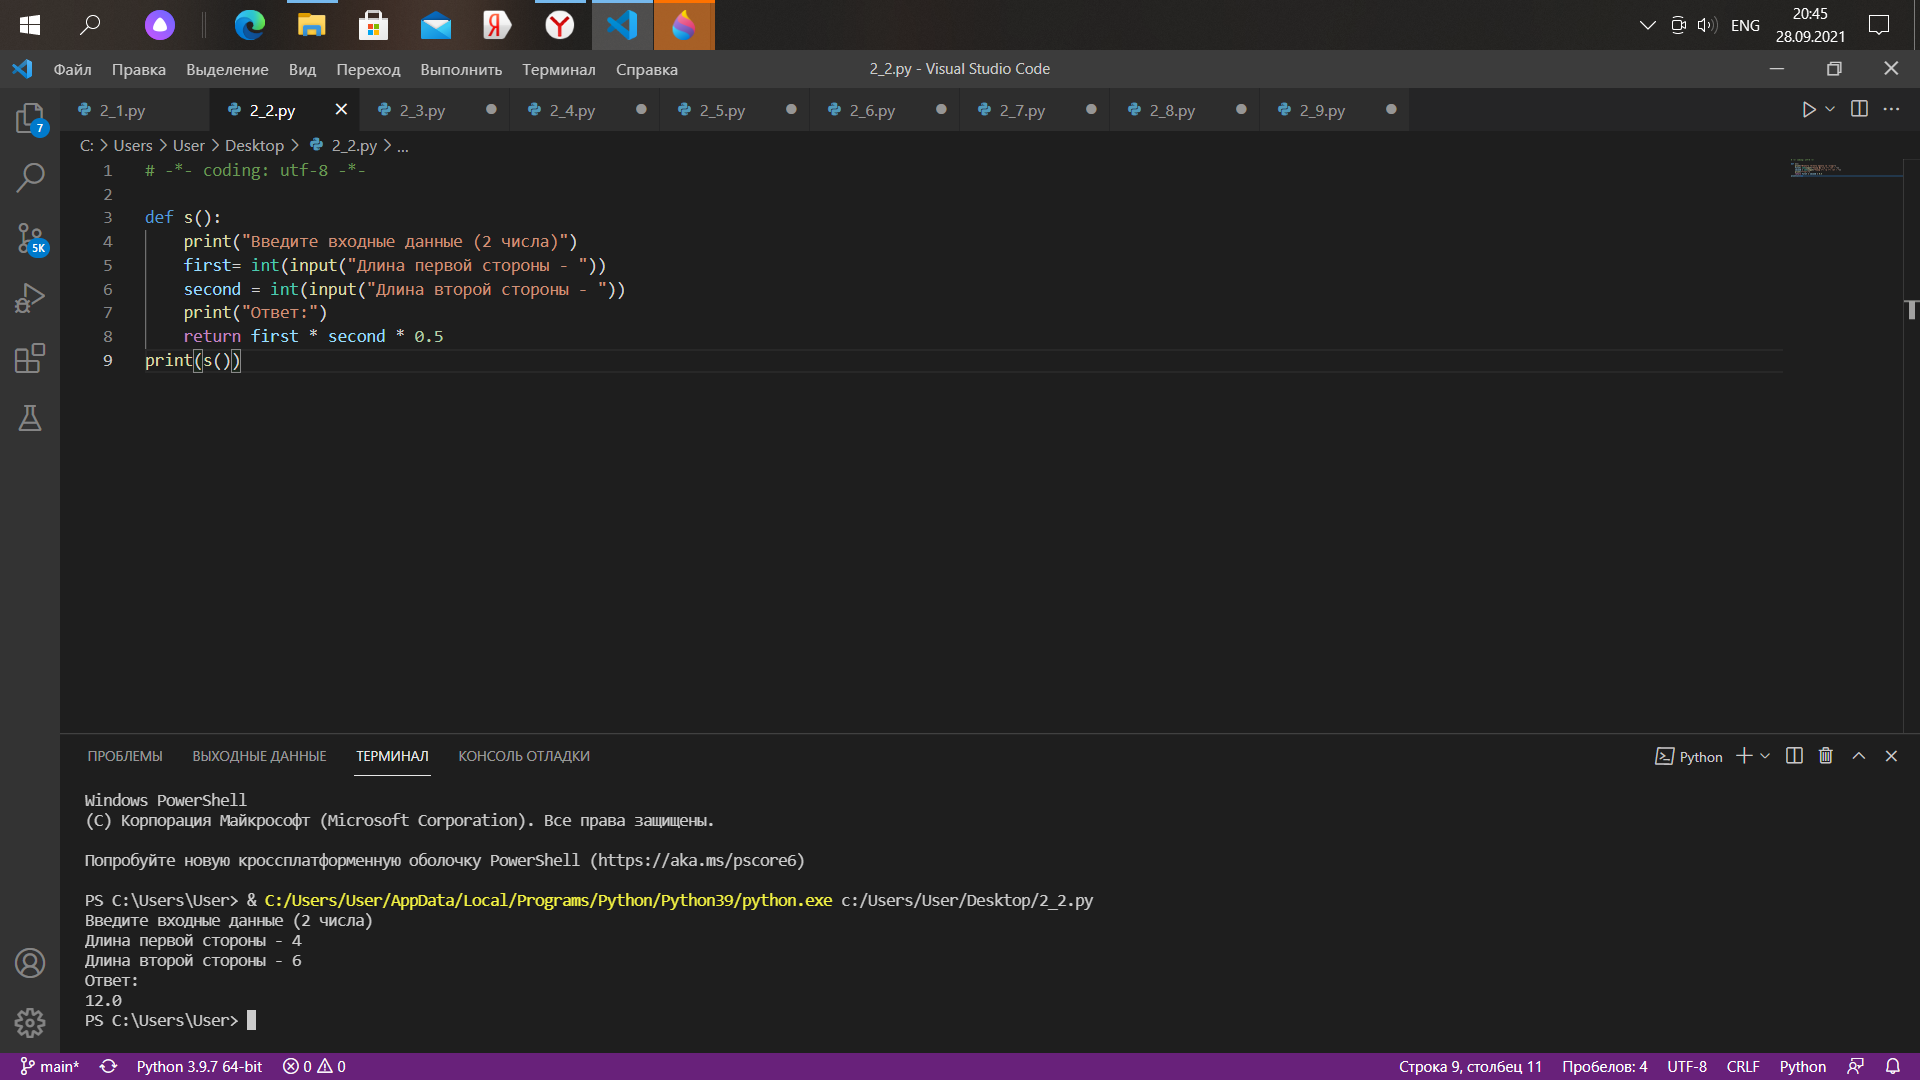 ENG
20:45
28.09.2021
Файл Правка Выделение Вид Переход Выполнить Терминал Справка
2_2.py - Visual Studio Code
2_1.py 2_2.py 2_3.py 2_4.py 2_5.py 2_6.py 2_7.py 2_8.py 2_9.py
7
5K
C: > Users > User > Desktop > 2_2.py > ...
1 # -*- coding: utf-8 -*-
2
3 def s():
4     print("Введите входные данные (2 числа)")
5     first= int(input("Длина первой стороны - "))
6     second = int(input("Длина второй стороны - "))
7     print("Ответ:")
8     return first * second * 0.5
9 print(s())
ПРОБЛЕМЫ ВЫХОДНЫЕ ДАННЫЕ ТЕРМИНАЛ КОНСОЛЬ ОТЛАДКИ
Python
Windows PowerShell
(C) Корпорация Майкрософт (Microsoft Corporation). Все права защищены.
Попробуйте новую кроссплатформенную оболочку PowerShell (https://aka.ms/pscore6)
PS C:\Users\User> & C:/Users/User/AppData/Local/Programs/Python/Python39/python.exe c:/Users/User/Desktop/2_2.py
Введите входные данные (2 числа)
Длина первой стороны - 4
Длина второй стороны - 6
Ответ:
12.0
PS C:\Users\User>
main* Python 3.9.7 64-bit 0 0 Строка 9, столбец 11 Пробелов: 4 UTF-8 CRLF Python